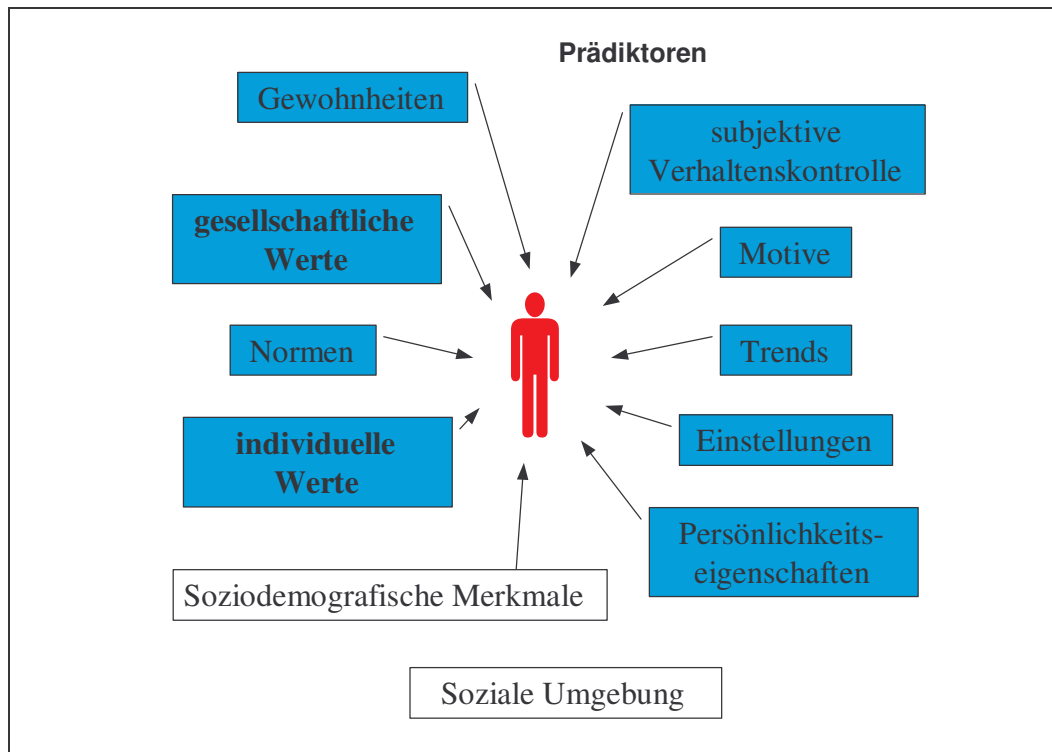 Prädiktoren
Gewohnheiten
subjektive
Verhaltenskontrolle
gesellschaftliche
Werte
Motive
Normen
Trends
individuelle
Werte
Einstellungen
Persönlichkeits-
eigenschaften
Soziodemografische Merkmale
Soziale Umgebung